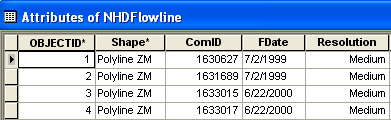 Attributes of NHDFlowline
OBJECTID* Shape* ComID FDate Resolution
1 Polyline ZM 1630627 7/2/1999 Medium
2 Polyline ZM 1631689 7/2/1999 Medium
3 Polyline ZM 1633015 6/22/2000 Medium
4 Polyline ZM 1633017 6/22/2000 Medium